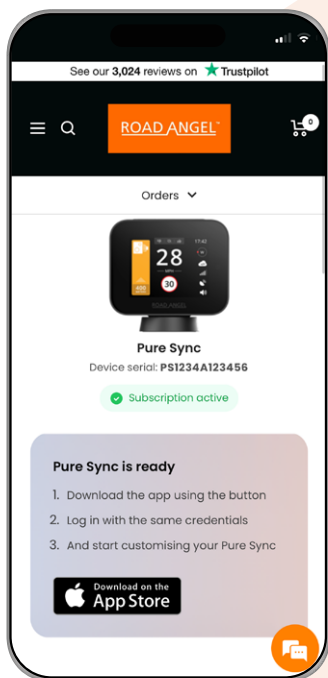 See our 3,024 reviews on Trustpilot
ROAD ANGEL
0
Orders
17:42
28
MPH
30
ROAD ANGEL
Pure Sync
Device serial: PS1234A123456
Subscription active
Pure Sync is ready
1. Download the app using the button
2. Log in with the same credentials
3. And start customising your Pure Sync
Download on the
App Store